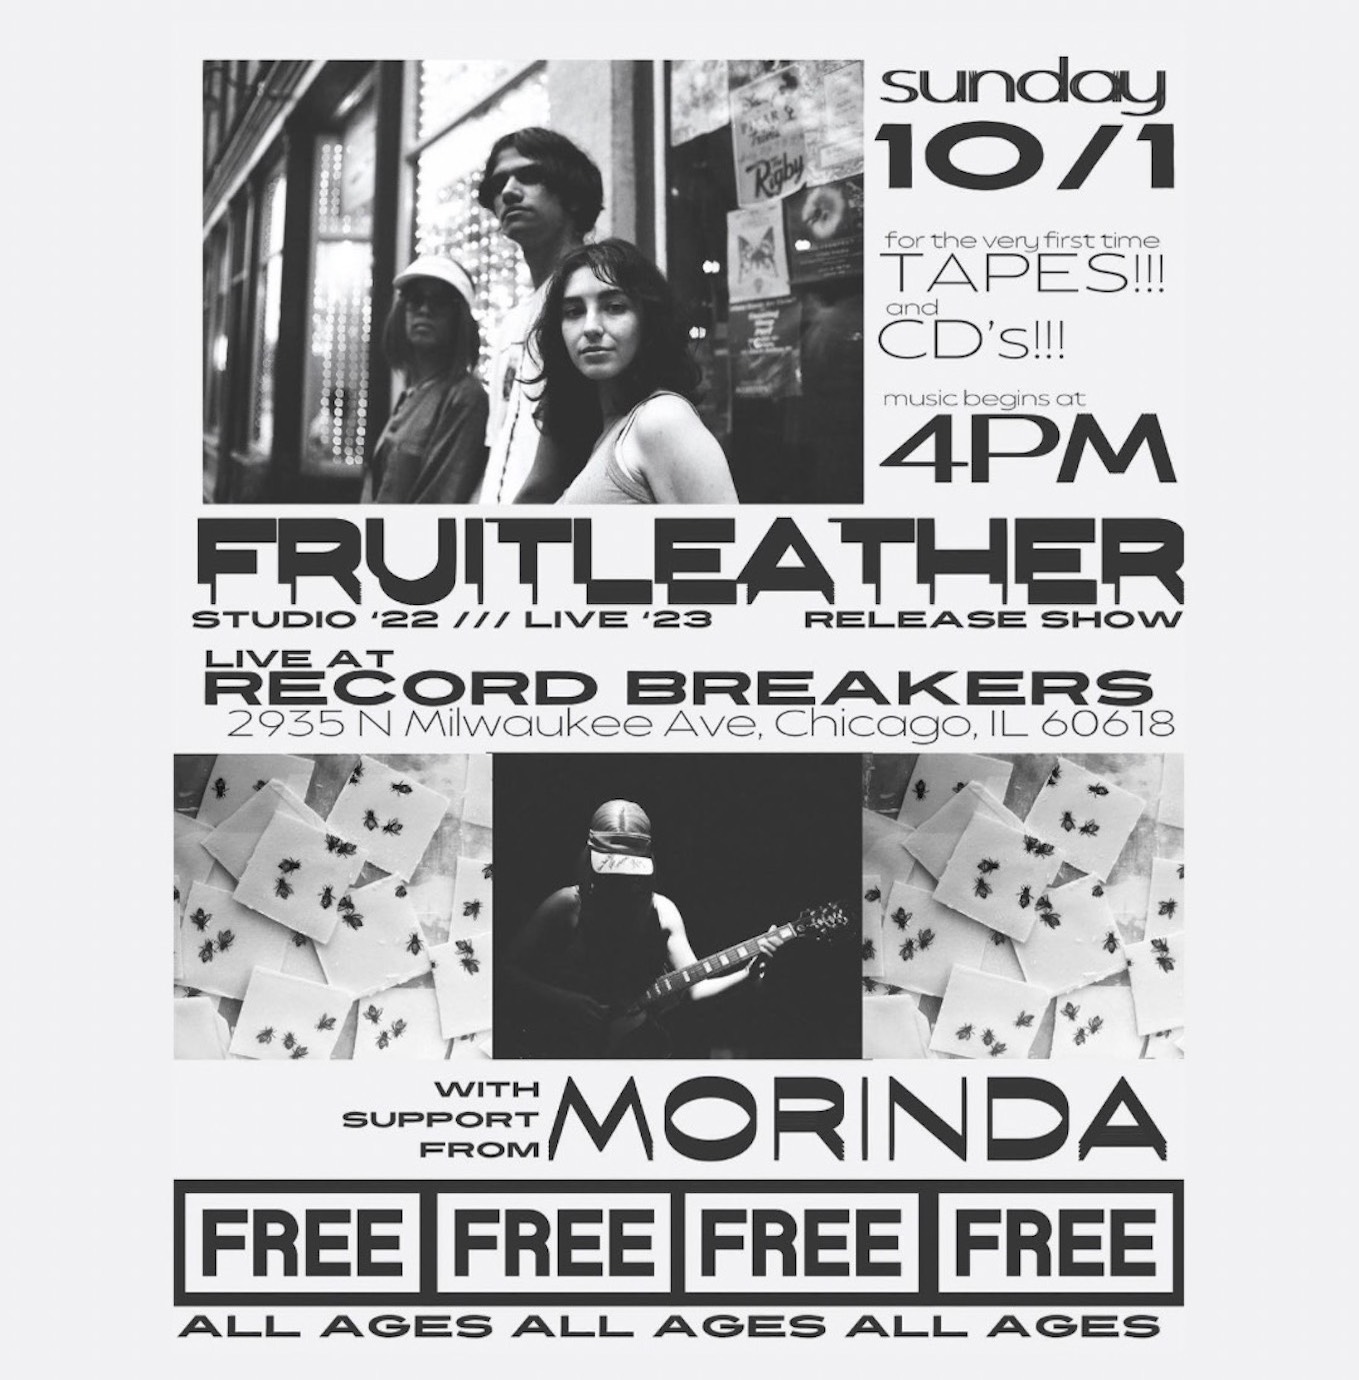 sunday
10/1
for the very first time
TAPES!!!
and
CD's!!!
music begins at
4PM
The
Rigby
FRUITLEATHER
STUDIO '22 /// LIVE '23 RELEASE SHOW
LIVE AT
RECORD BREAKERS
2935 N Milwaukee Ave, Chicago, IL 60618
WITH
SUPPORT
FROM
MORINDA
FREE FREE FREE FREE
ALL AGES ALL AGES ALL AGES